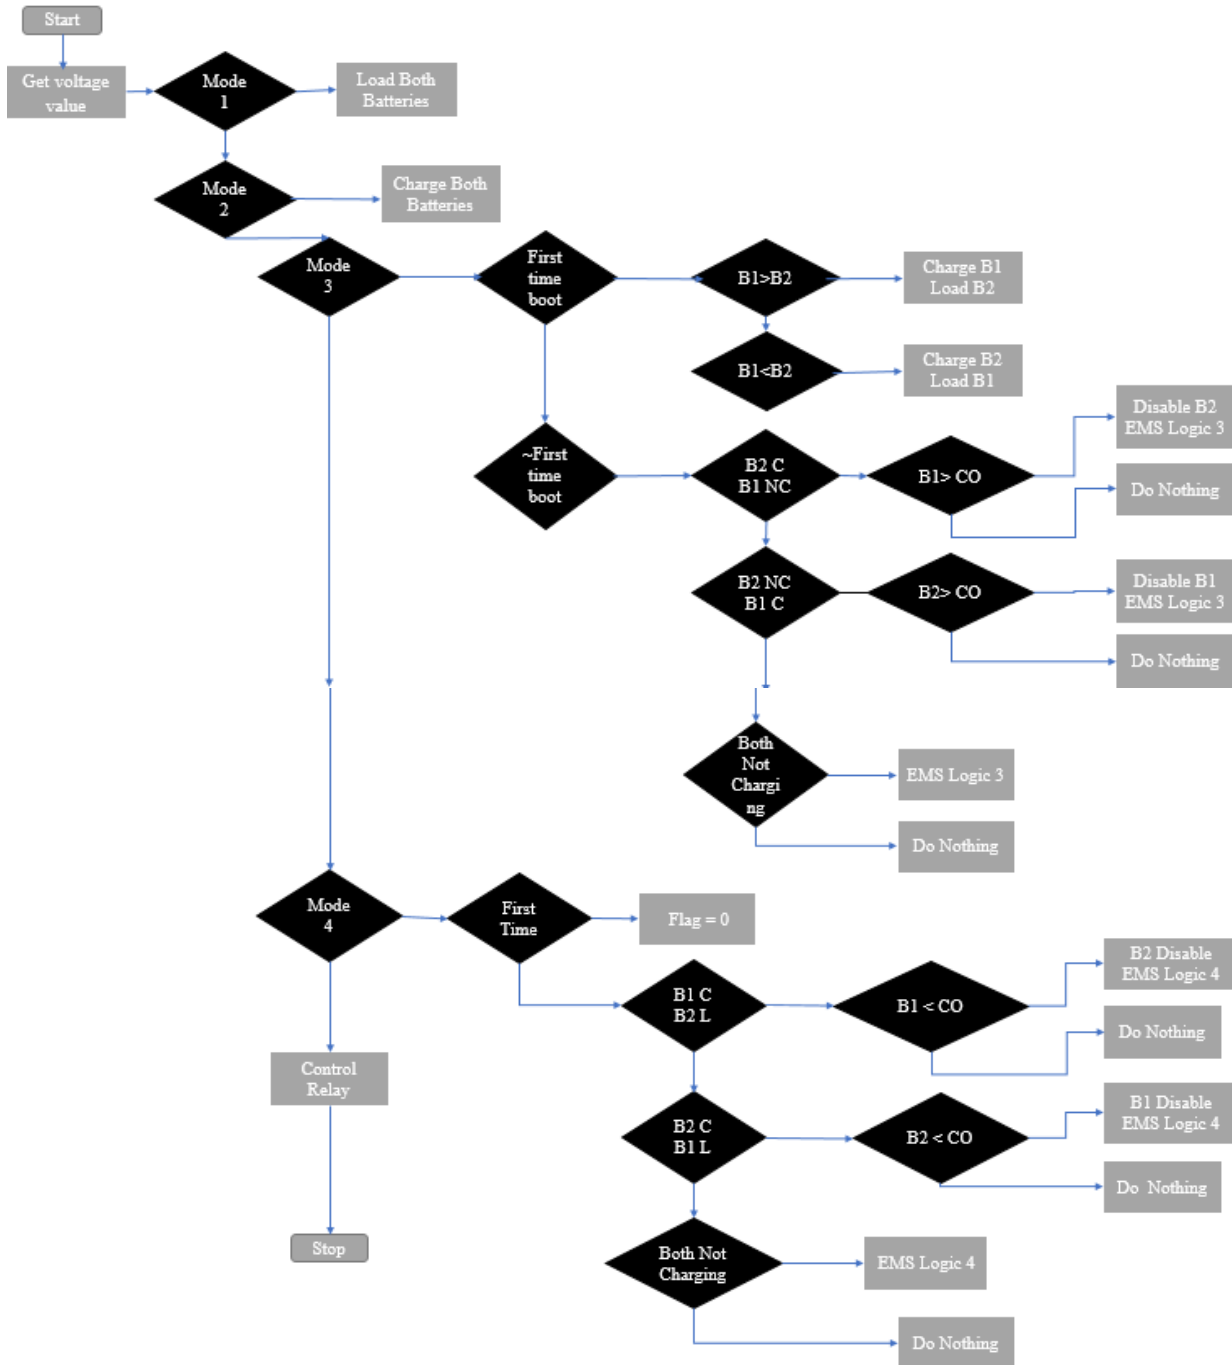 Start
Get voltage
value
Mode
1
Load Both
Batteries
Mode
2
Charge Both
Batteries
Mode
3
First
time
boot
B1>B2
Charge B1
Load B2
B1<B2
Charge B2
Load B1
~First
time
boot
B2 C
B1 NC
B1> CO
Disable B2
EMS Logic 3
Do Nothing
B2 NC
B1 C
B2> CO
Disable B1
EMS Logic 3
Do Nothing
Both
Not
Chargi
ng
EMS Logic 3
Do Nothing
Mode
4
First
Time
Flag = 0
B1 C
B2 L
B1 < CO
B2 Disable
EMS Logic 4
Do Nothing
Control
Relay
B2 C
B1 L
B2 < CO
B1 Disable
EMS Logic 4
Do Nothing
Stop
Both Not
Charging
EMS Logic 4
Do Nothing